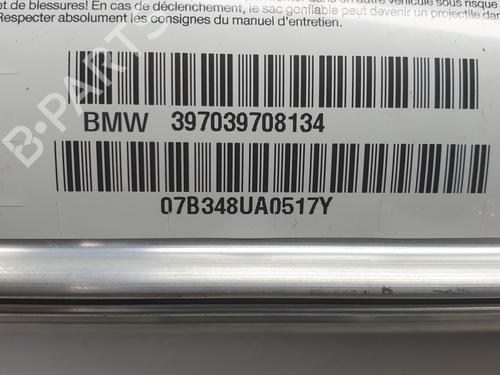 et de blessures! En cas de déclenchement, le sac gonflable peut devenir un projectile dan
Respecter absolument les consignes du manuel d'entretien.
BMW 397039708134
07B348UA0517Y
B-PARTS